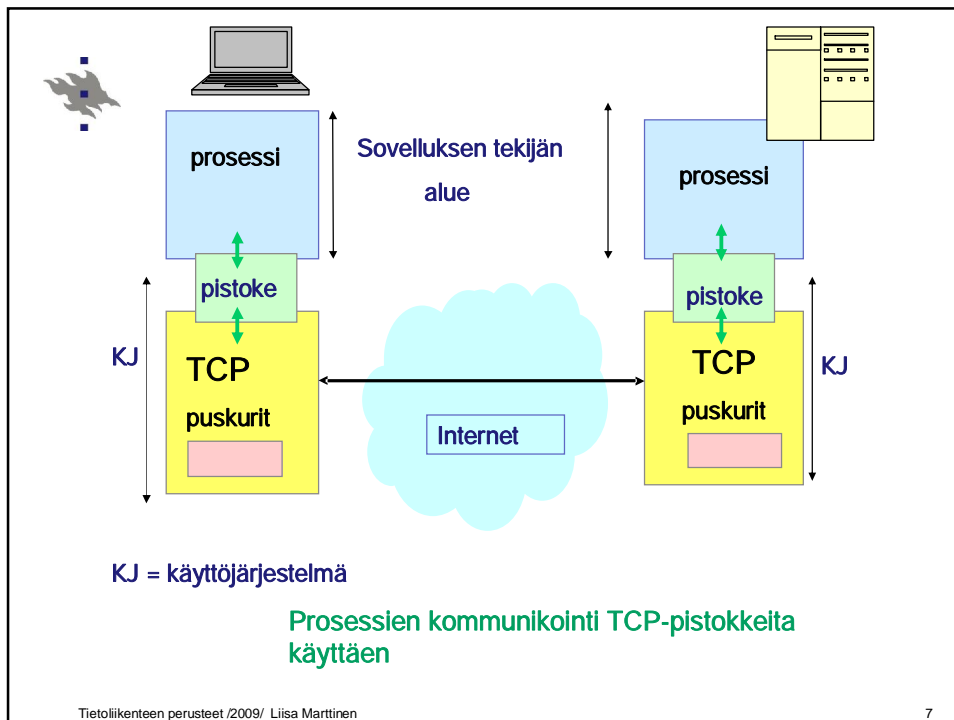 prosessi
Sovelluksen tekijän
alue
prosessi
pistoke
pistoke
KJ
TCP
puskurit
Internet
TCP
puskurit
KJ
KJ = käyttöjärjestelmä
Prosessien kommunikointi TCP-pistokkeita
käyttäen
Tietoliikenteen perusteet /2009/ Liisa Marttinen
7